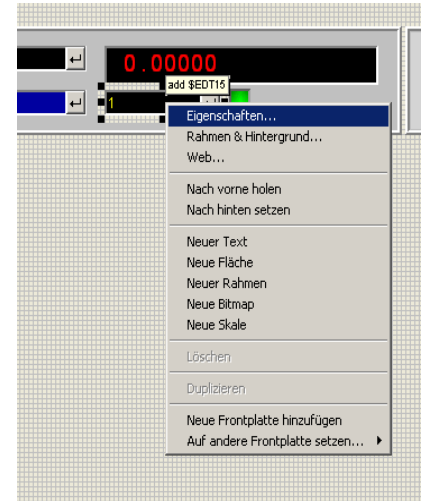 0.00000
add $EDT15
1
Eigenschaften...
Rahmen & Hintergrund...
Web...
Nach vorne holen
Nach hinten setzen
Neuer Text
Neue Fläche
Neuer Rahmen
Neue Bitmap
Neue Skale
Löschen
Duplizieren
Neue Frontplatte hinzufügen
Auf andere Frontplatte setzen...